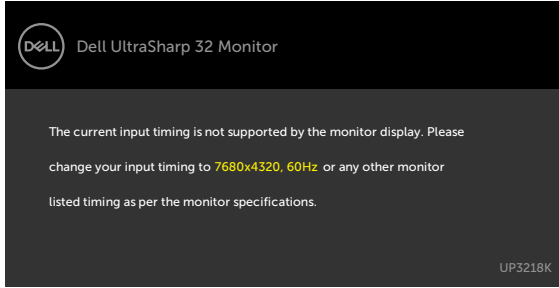 DELL
Dell UltraSharp 32 Monitor
The current input timing is not supported by the monitor display. Please
change your input timing to 7680x4320, 60Hz or any other monitor
listed timing as per the monitor specifications.
UP3218K